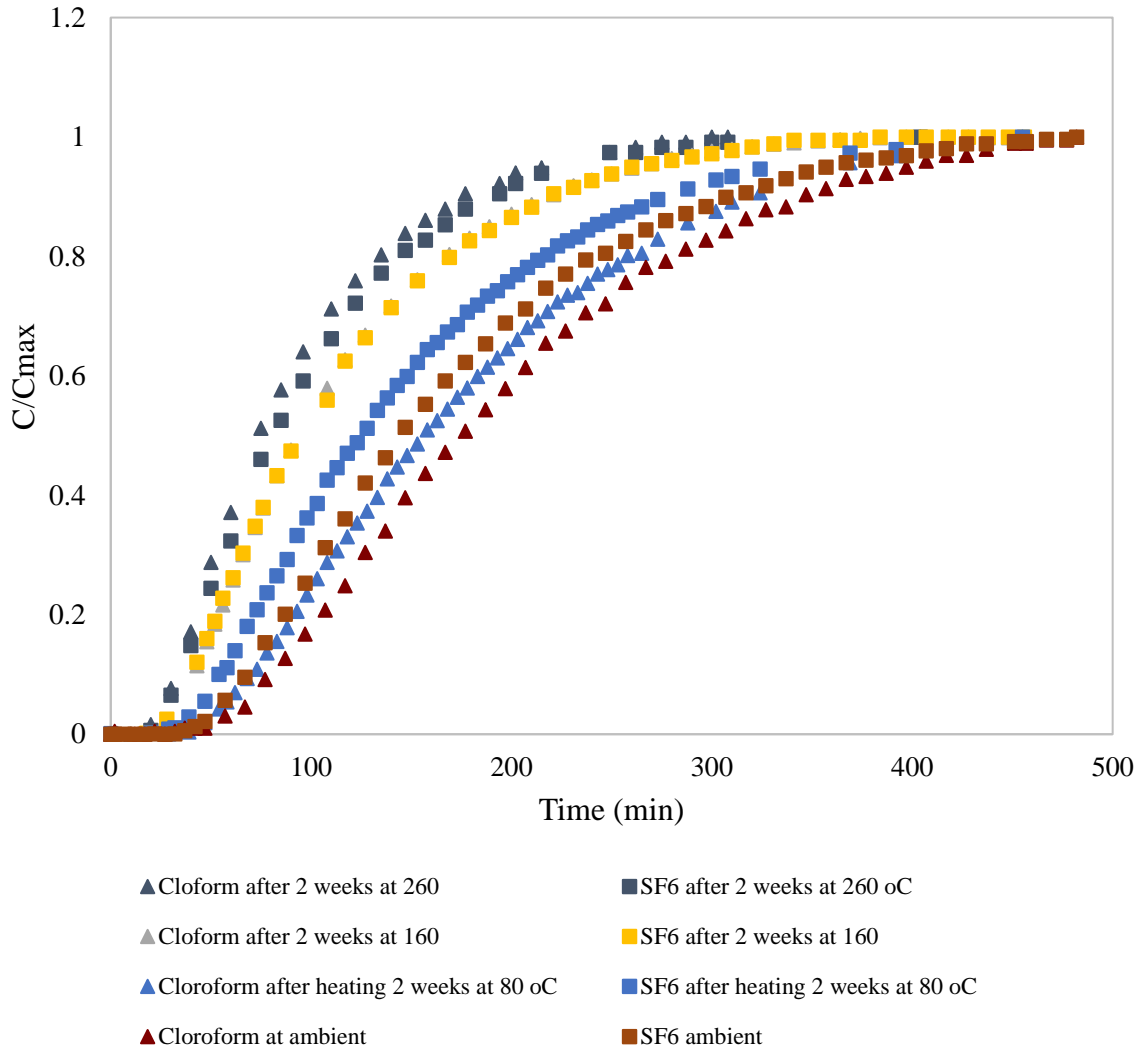 1.2
1
0.8
0.6
0.4
0.2
0
C/Cmax
0 100 200 300 400 500
Time (min)
Cloform after 2 weeks at 260 SF6 after 2 weeks at 260 oC
Cloform after 2 weeks at 160 SF6 after 2 weeks at 160
Cloroform after heating 2 weeks at 80 oC SF6 after heating 2 weeks at 80 oC
Cloroform at ambient SF6 ambient